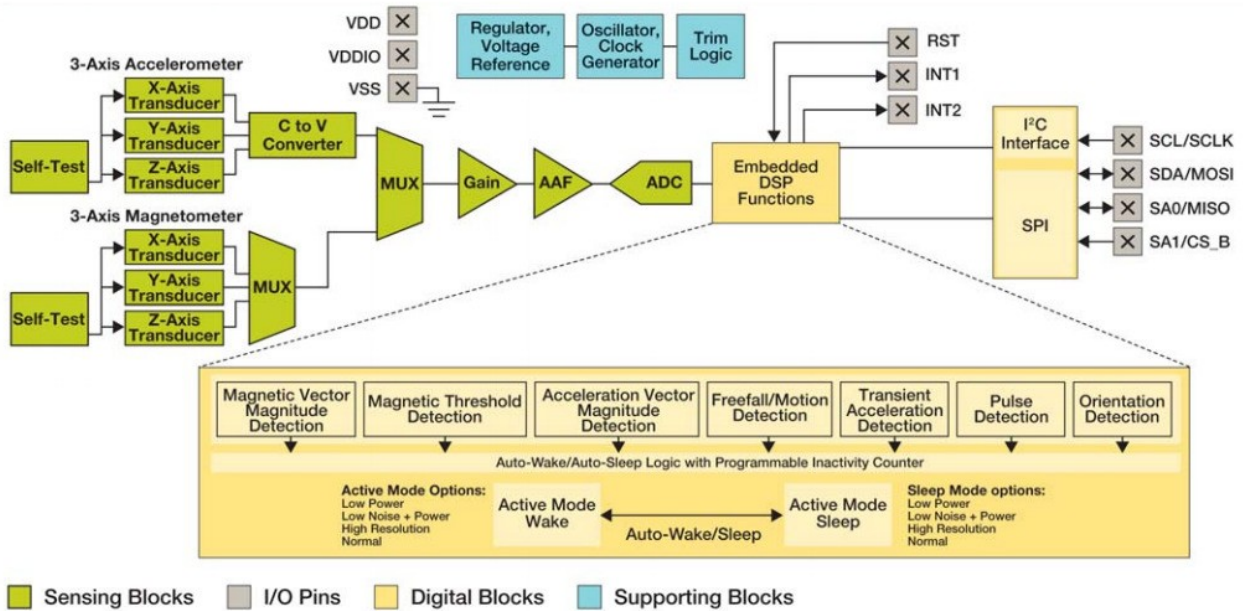 VDD
VDDIO
VSS
Regulator,
Voltage
Reference
Oscillator,
Clock
Generator
Trim
Logic
RST
INT1
INT2
3-Axis Accelerometer
Self-Test
X-Axis
Transducer
Y-Axis
Transducer
Z-Axis
Transducer
C to V
Converter
3-Axis Magnetometer
Self-Test
X-Axis
Transducer
Y-Axis
Transducer
Z-Axis
Transducer
MUX
MUX
Gain
AAF
ADC
Embedded
DSP
Functions
I²C
Interface
SPI
SCL/SCLK
SDA/MOSI
SA0/MISO
SA1/CS_B
Magnetic Vector
Magnitude
Detection
Magnetic Threshold
Detection
Acceleration Vector
Magnitude
Detection
Freefall/Motion
Detection
Transient
Acceleration
Detection
Pulse
Detection
Orientation
Detection
Auto-Wake/Auto-Sleep Logic with Programmable Inactivity Counter
Active Mode Options:
Low Power
Low Noise + Power
High Resolution
Normal
Active Mode
Wake
Auto-Wake/Sleep
Active Mode
Sleep
Sleep Mode options:
Low Power
Low Noise + Power
High Resolution
Normal
Sensing Blocks
I/O Pins
Digital Blocks
Supporting Blocks